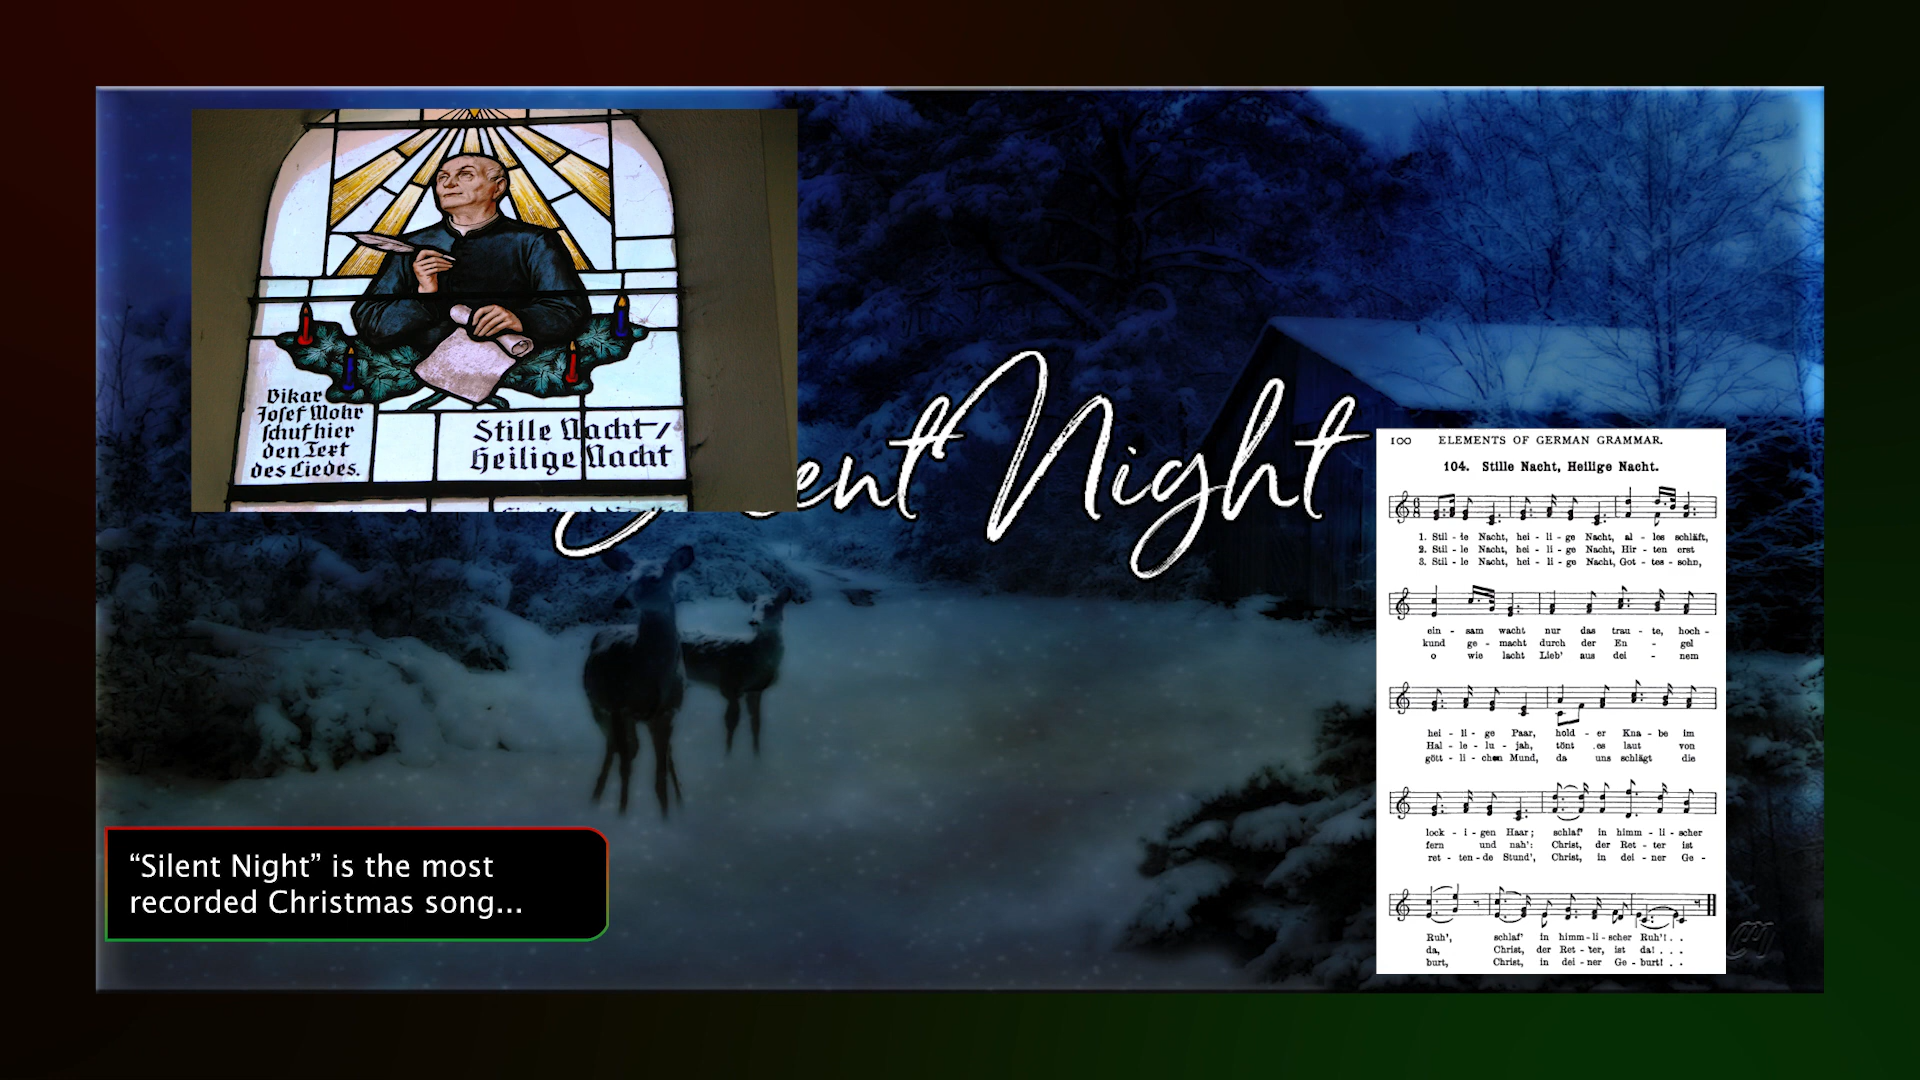 Vikar
Josef Mohr
schuf hier
den Text
des Liedes.
Stille Nacht/
Heilige Nacht
ent Night
100 ELEMENTS OF GERMAN GRAMMAR.
104. Stille Nacht, Heilige Nacht.
1. Stil - le Nacht, hei - li - ge Nacht, al - les schläft,
2. Stil - le Nacht, hei - li - ge Nacht, Hir - ten erst
3. Stil - le Nacht, hei - li - ge Nacht, Got - tes - sohn,
ein - sam wacht nur das trau - te, hoch -
kund ge - macht durch der En - gel
o wie lacht Lieb' aus dei - nem
hei - li - ge Paar, hold - er Kna - be im
Hal - le - lu - jah, tönt es laut von
gött - li - chen Mund, da uns schlägt die
lock - i - gen Haar; schlaf' in himm - li - scher
fern und nah': Christ, der Ret - ter ist
ret - ten - de Stund', Christ, in dei - ner Ge -
Ruh', schlaf' in himm - li - scher Ruh'! . .
da, Christ, der Ret - ter, ist da! . . .
burt, Christ, in dei - ner Ge - burt! . .
“Silent Night” is the most
recorded Christmas song...